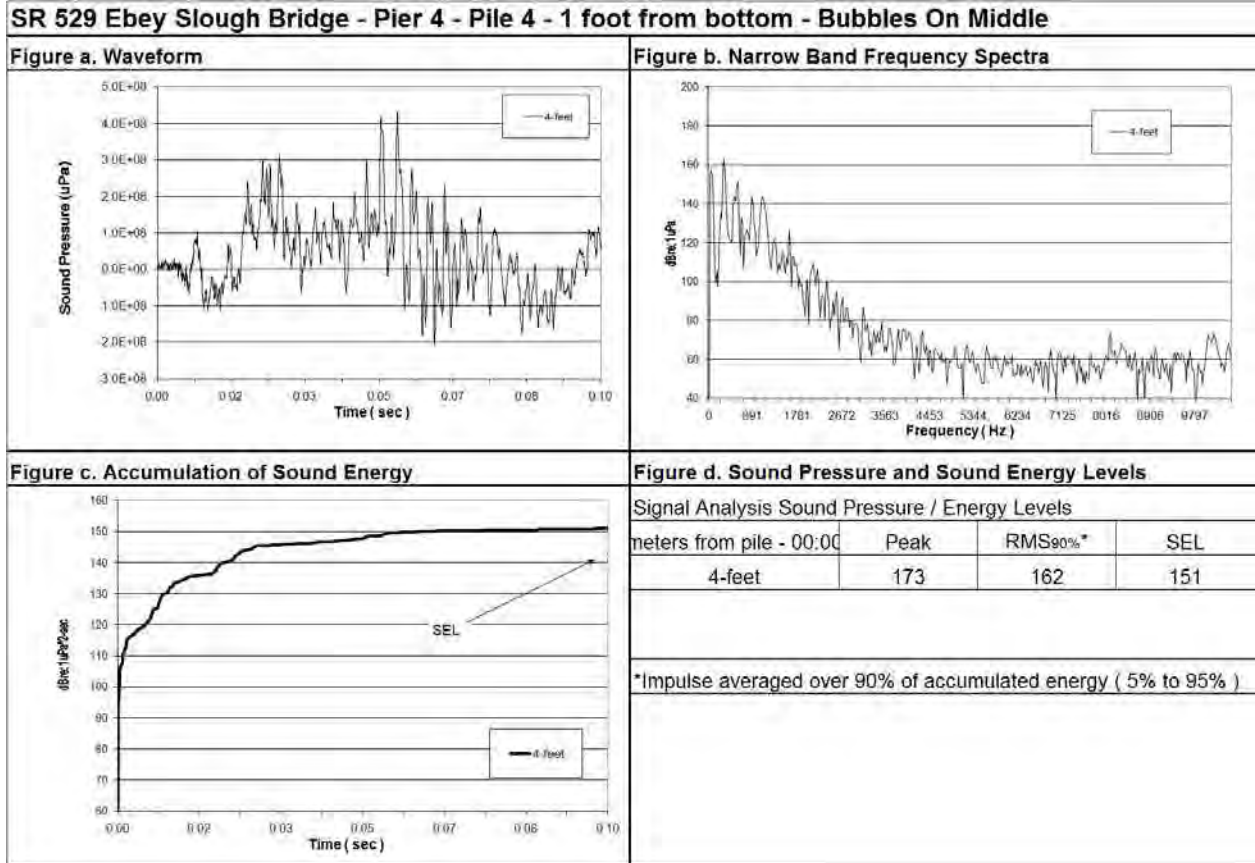 SR 529 Ebey Slough Bridge - Pier 4 - Pile 4 - 1 foot from bottom - Bubbles On Middle
Figure a. Waveform
5.0E+08
4.0E+08
3.0E+08
2.0E+08
1.0E+08
0.0E+00
-1.0E+08
-2.0E+08
-3.0E+08
Sound Pressure (uPa)
4-feet
0.00 0.02 0.03 0.05 0.07 0.08 0.10
Time ( sec )
Figure b. Narrow Band Frequency Spectra
200
180
160
140
120
100
80
60
40
dBre: 1uPa
4-feet
0 891 1781 2672 3563 4453 5344 6234 7125 8016 8906 9797
Frequency ( Hz )
Figure c. Accumulation of Sound Energy
160
150
140
130
120
110
100
90
80
70
60
dBre: 1uPa^2-sec
SEL
4-feet
0.00 0.02 0.03 0.05 0.07 0.08 0.10
Time ( sec )
Figure d. Sound Pressure and Sound Energy Levels
Signal Analysis Sound Pressure / Energy Levels
meters from pile - 00:00 Peak RMS90%* SEL
4-feet 173 162 151
*Impulse averaged over 90% of accumulated energy ( 5% to 95% )